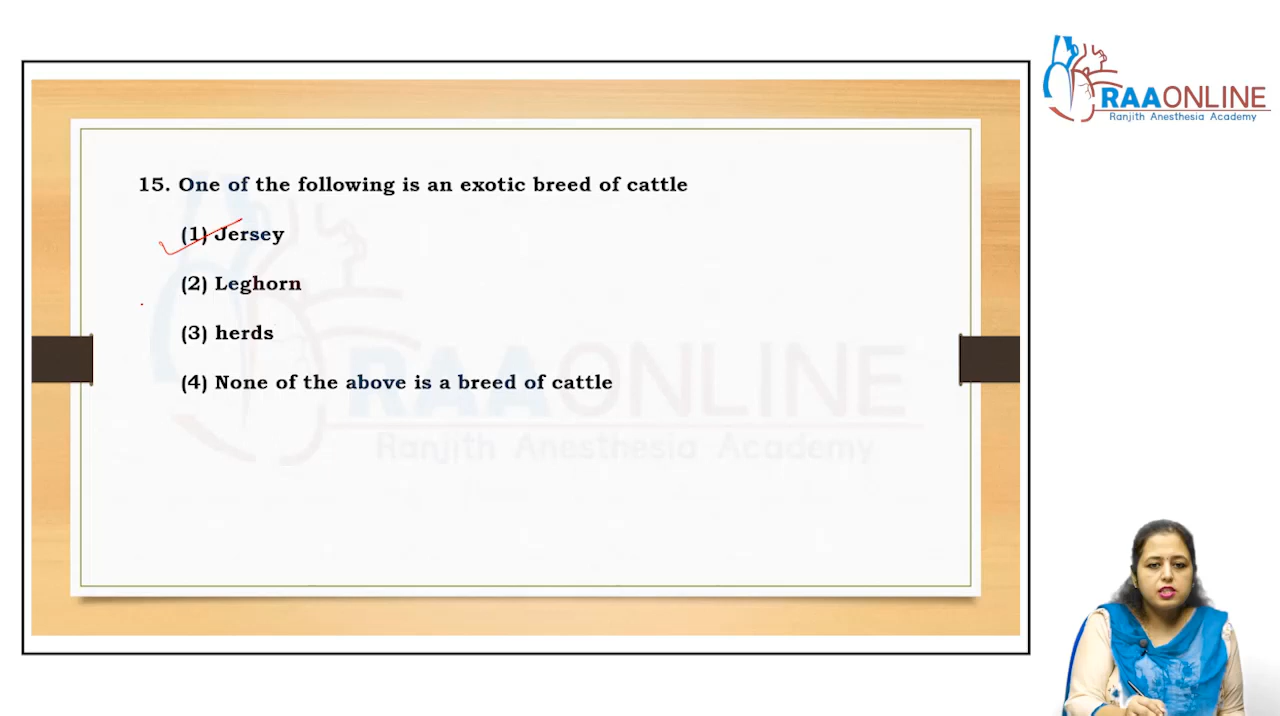 RAAONLINE
Ranjith Anesthesia Academy
15. One of the following is an exotic breed of cattle
(1) Jersey
(2) Leghorn
(3) herds
(4) None of the above is a breed of cattle
RAAONLINE
Ranjith Anesthesia Academy